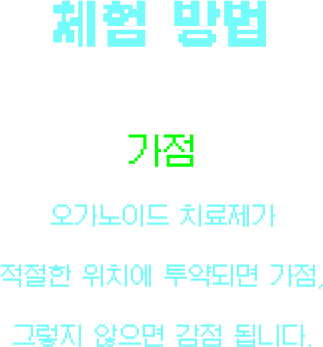 체험 방법
가점
오가노이드 치료제가
적절한 위치에 투약되면 가점,
그렇지 않으면 감점 됩니다.